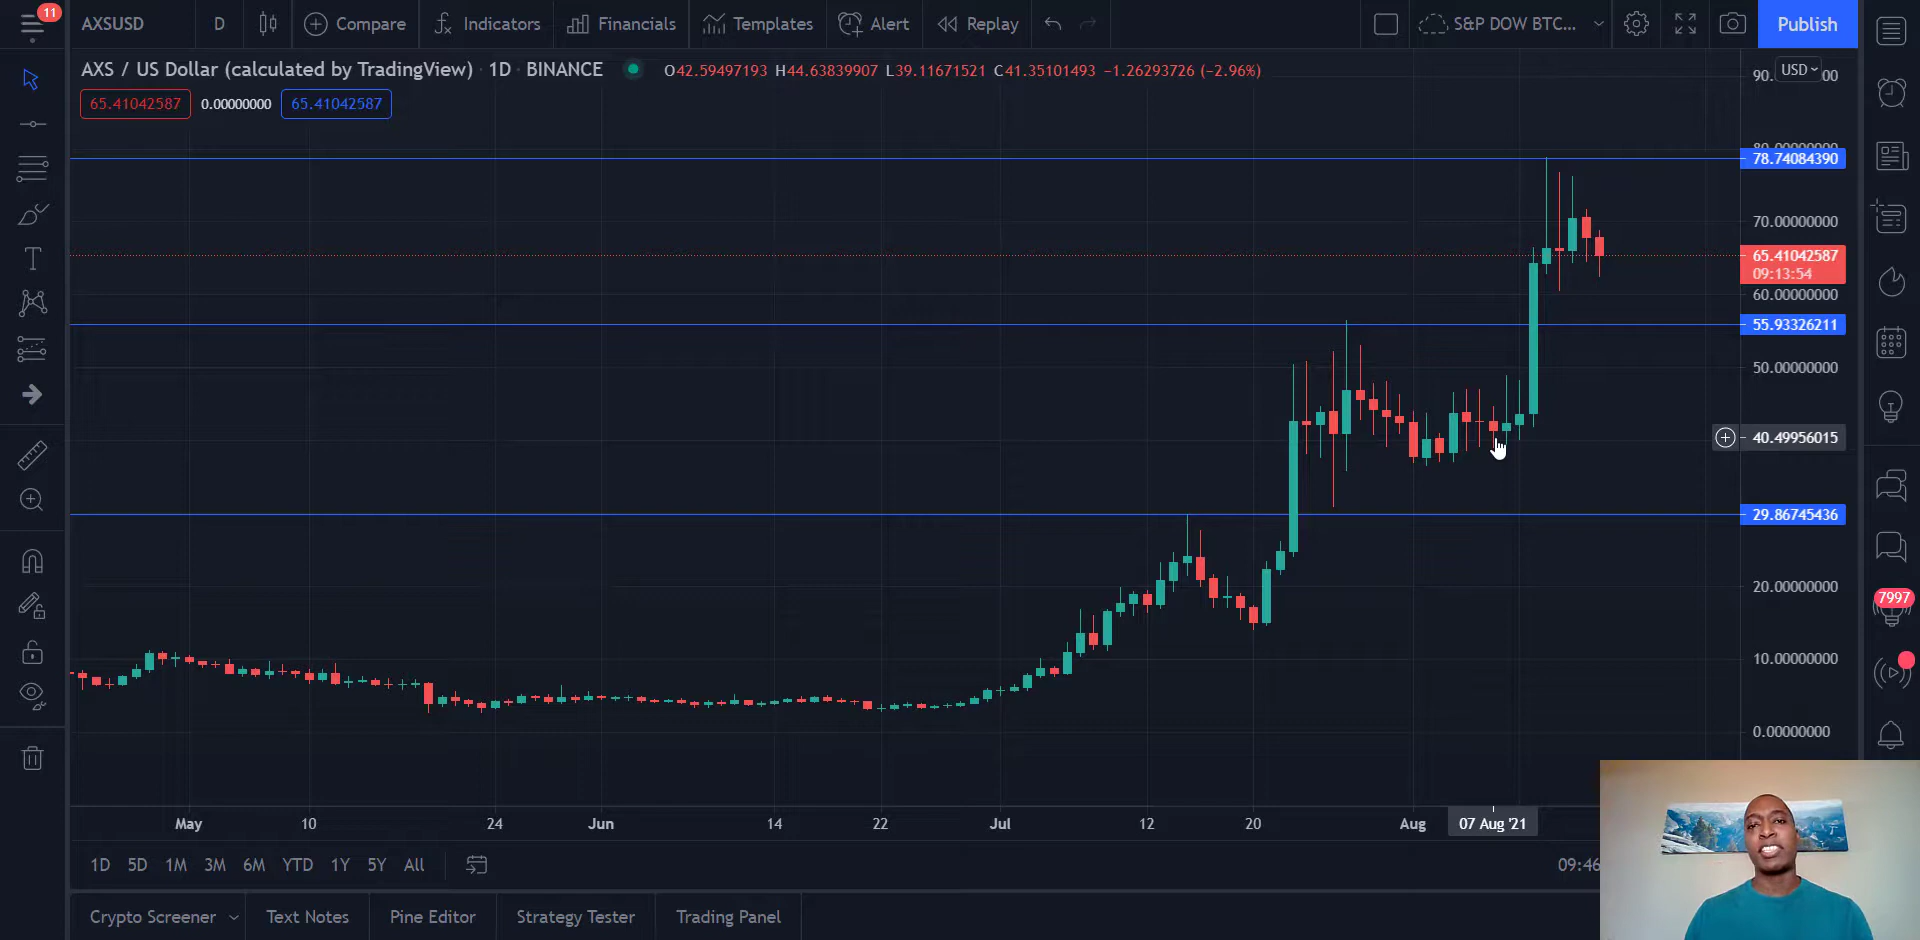 11
AXSUSD
D
Compare
Indicators
Financials
Templates
Alert
Replay
S&P DOW BTC...
Publish
AXS / US Dollar (calculated by TradingView) · 1D · BINANCE
O42.59497193 H44.63839907 L39.11671521 C41.35101493 −1.26293726 (−2.96%)
65.41042587
0.00000000
65.41042587
USD
78.74084390
70.00000000
65.41042587
09:13:54
60.00000000
55.93326211
50.00000000
40.49956015
29.86745436
20.00000000
10.00000000
0.00000000
7997
May
10
24
Jun
14
22
Jul
12
20
Aug
07 Aug '21
1D
5D
1M
3M
6M
YTD
1Y
5Y
All
09:46
Crypto Screener
Text Notes
Pine Editor
Strategy Tester
Trading Panel